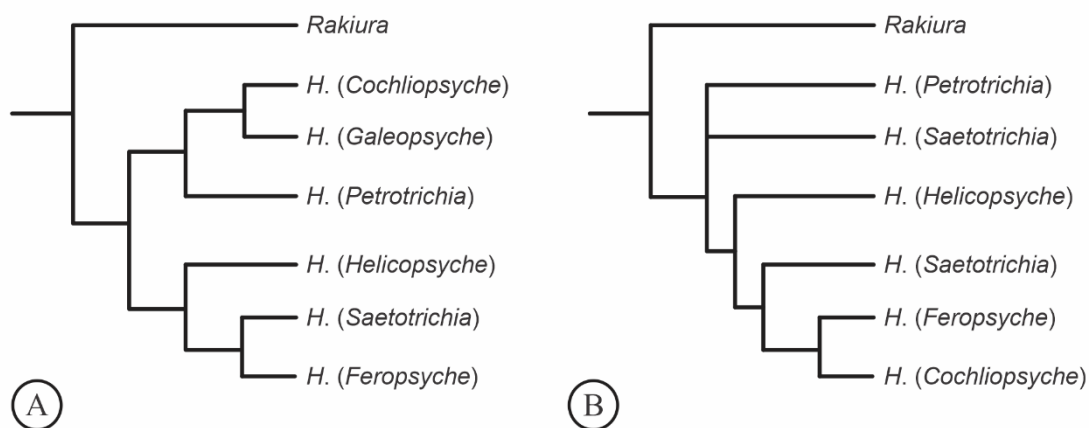 Rakiura
H. (Cochliopsyche)
H. (Galeopsyche)
H. (Petrotrichia)
H. (Helicopsyche)
H. (Saetotrichia)
H. (Feropsyche)
A
Rakiura
H. (Petrotrichia)
H. (Saetotrichia)
H. (Helicopsyche)
H. (Saetotrichia)
H. (Feropsyche)
H. (Cochliopsyche)
B